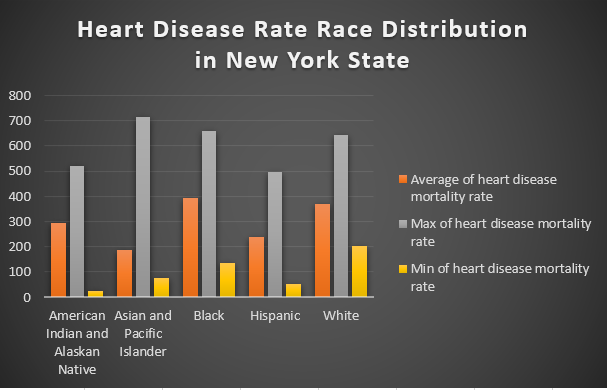 Heart Disease Rate Race Distribution
in New York State
800
700
600
500
400
300
200
100
0
American
Indian and
Alaskan
Native
Asian and
Pacific
Islander
Black
Hispanic
White
Average of heart disease
mortality rate
Max of heart disease mortality
rate
Min of heart disease mortality
rate